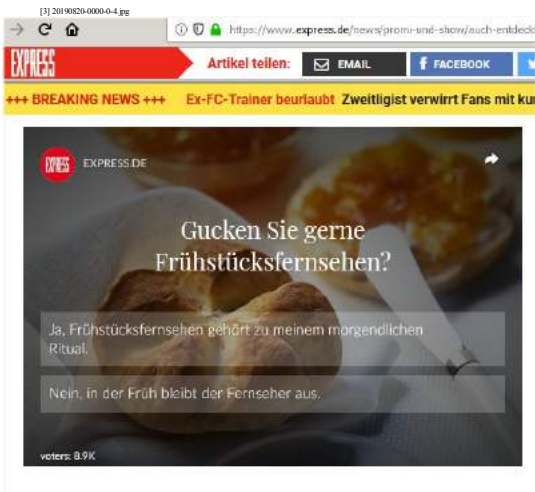 [3] 20190820-0000-0-4.jpg
https://www.express.de/news/promi-und-show/auch-entdeckt
EXPRESS
Artikel teilen: EMAIL FACEBOOK
+++ BREAKING NEWS +++ Ex-FC-Trainer beurlaubt Zweitligist verwirrt Fans mit
EXPRESS EXPRESS.DE
Gucken Sie gerne
Frühstücksfernsehen?
Ja, Frühstücksfernsehen gehört zu meinem morgendlichen
Ritual.
Nein, in der Früh bleibt der Fernseher aus.
voters: 8.9K